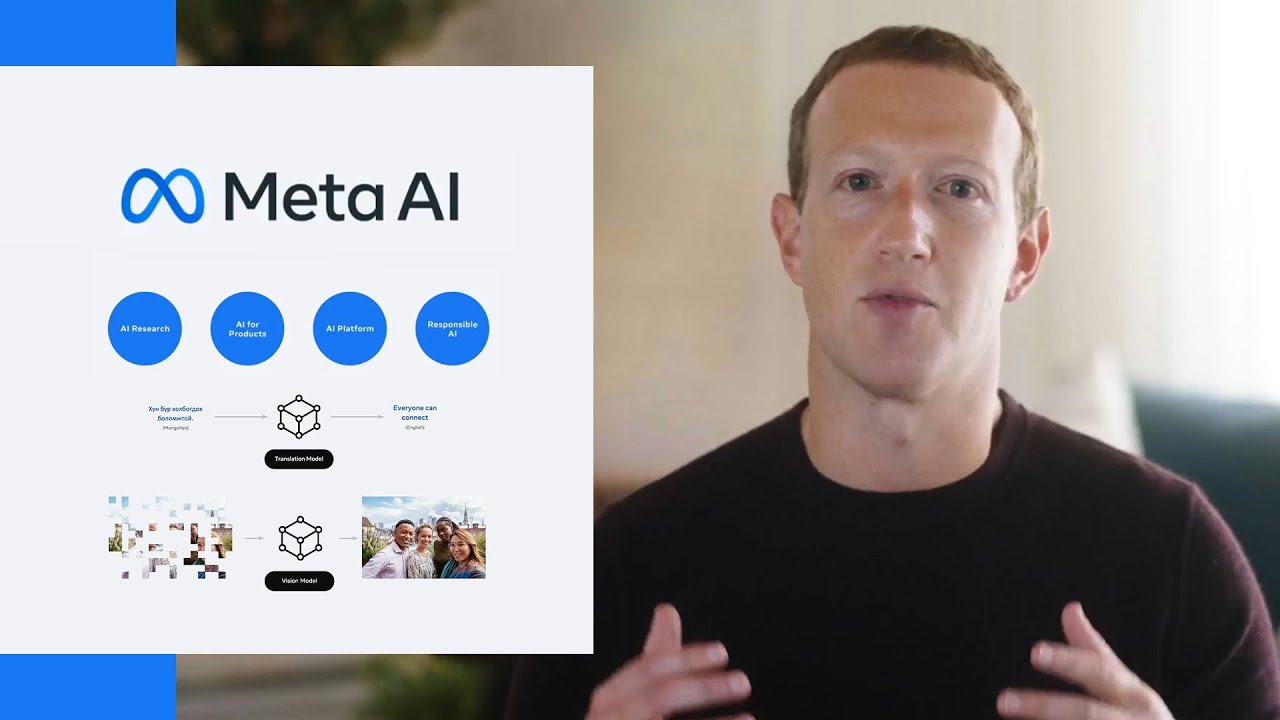 Meta AI
AI Research
AI for
Products
AI Platform
Responsible
AI
Хүн бүр холбогдох
боломжтой.
(Mongolian)
Everyone can
connect
(English)
Translation Model
Vision Model